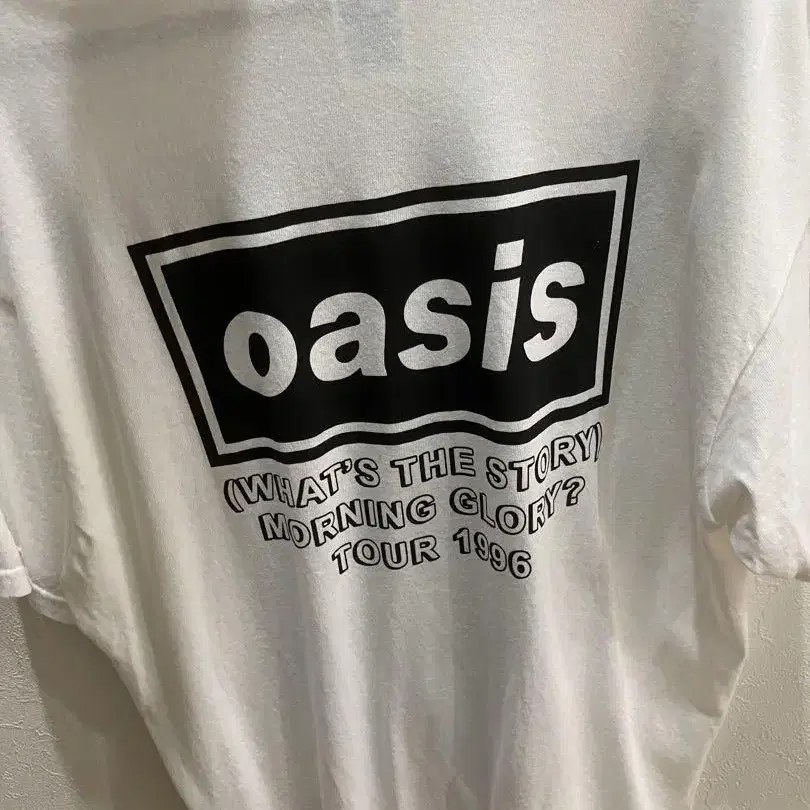 oasis
(WHAT'S THE STORY)
MORNING GLORY?
TOUR 1996